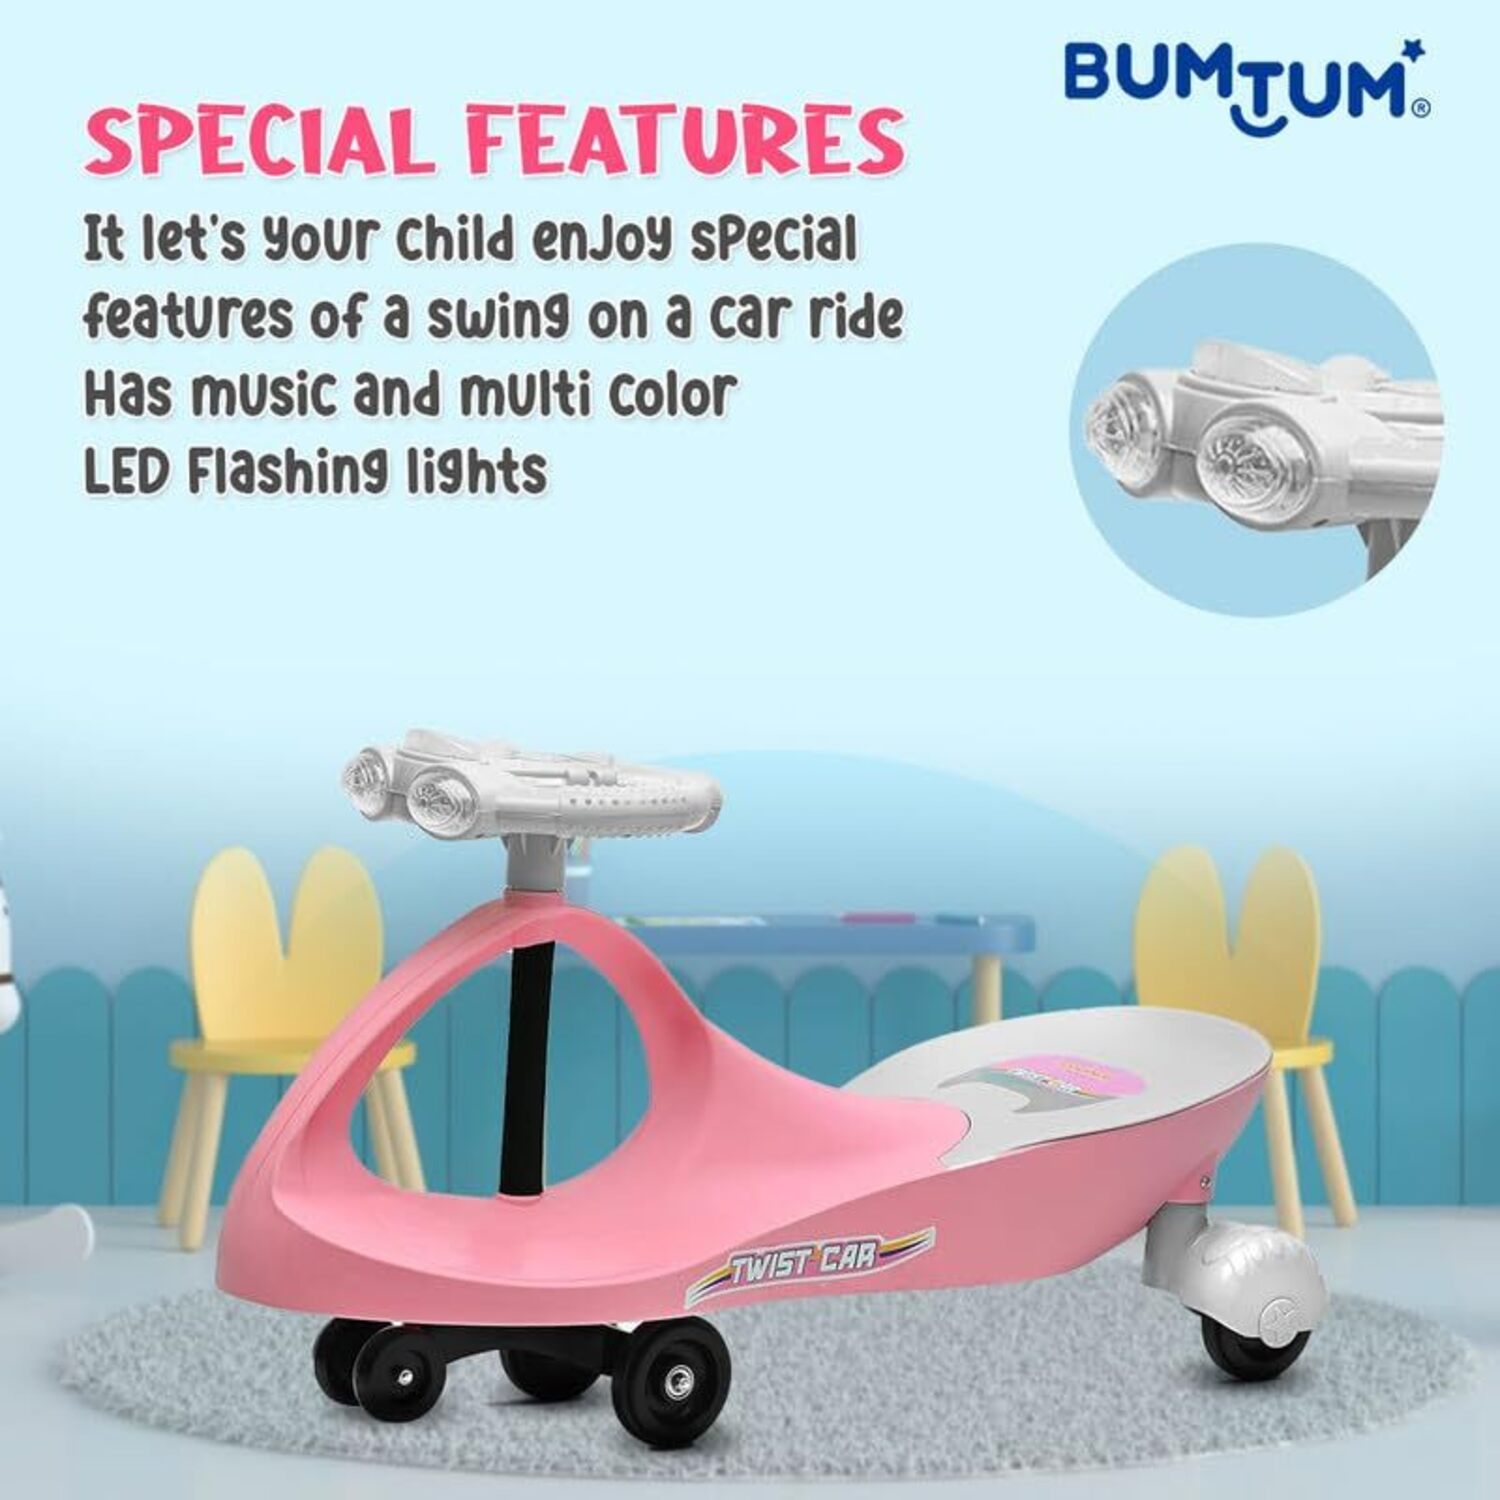 BUMTUM®
SPECIAL FEATURES
It let's your child enjoy special
features of a swing on a car ride
Has music and multi color
LED Flashing lights
TWIST CAR